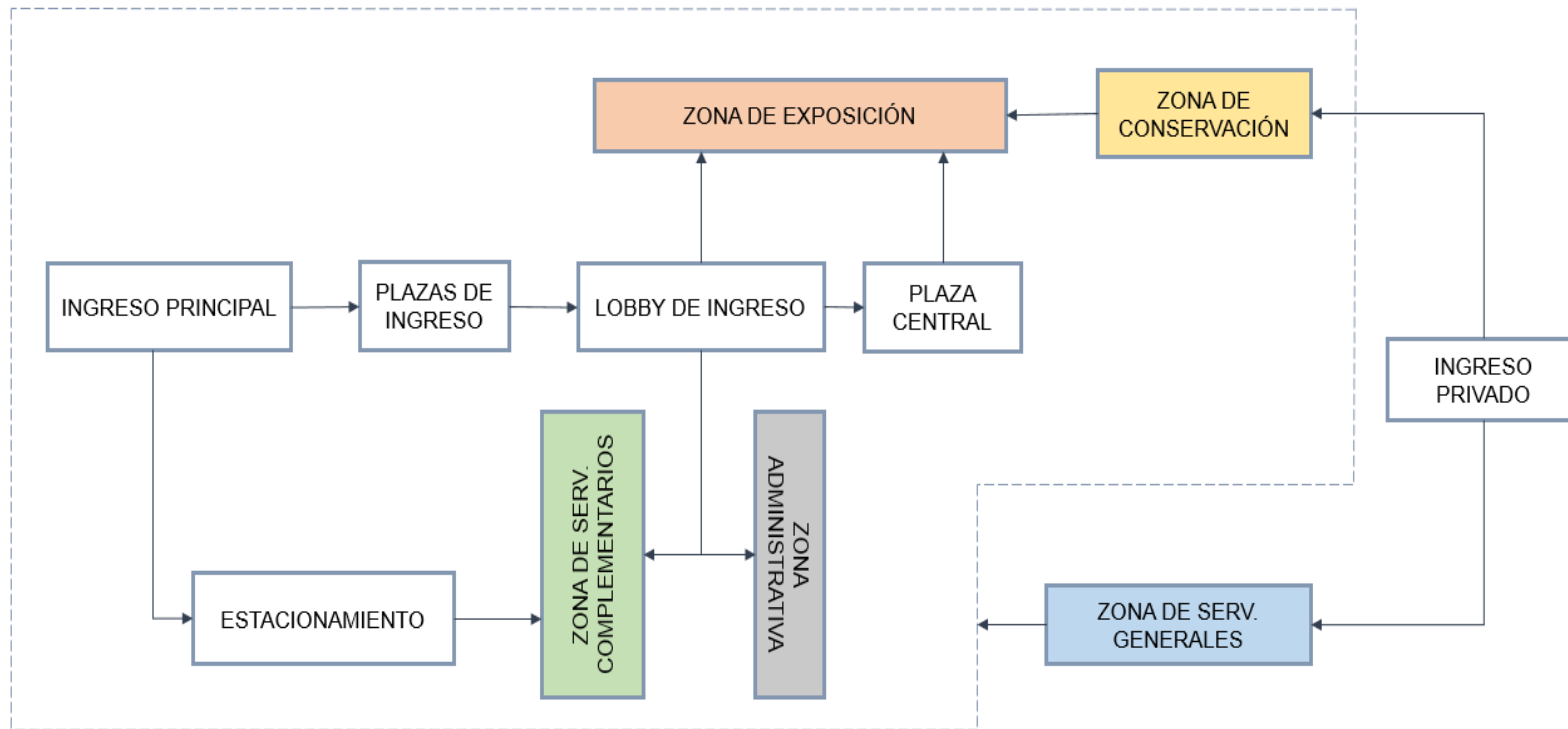 ZONA DE EXPOSICIÓN
ZONA DE
CONSERVACIÓN
INGRESO PRINCIPAL
PLAZAS DE
INGRESO
LOBBY DE INGRESO
PLAZA
CENTRAL
INGRESO
PRIVADO
ZONA DE SERV.
COMPLEMENTARIOS
ZONA
ADMINISTRATIVA
ESTACIONAMIENTO
ZONA DE SERV.
GENERALES